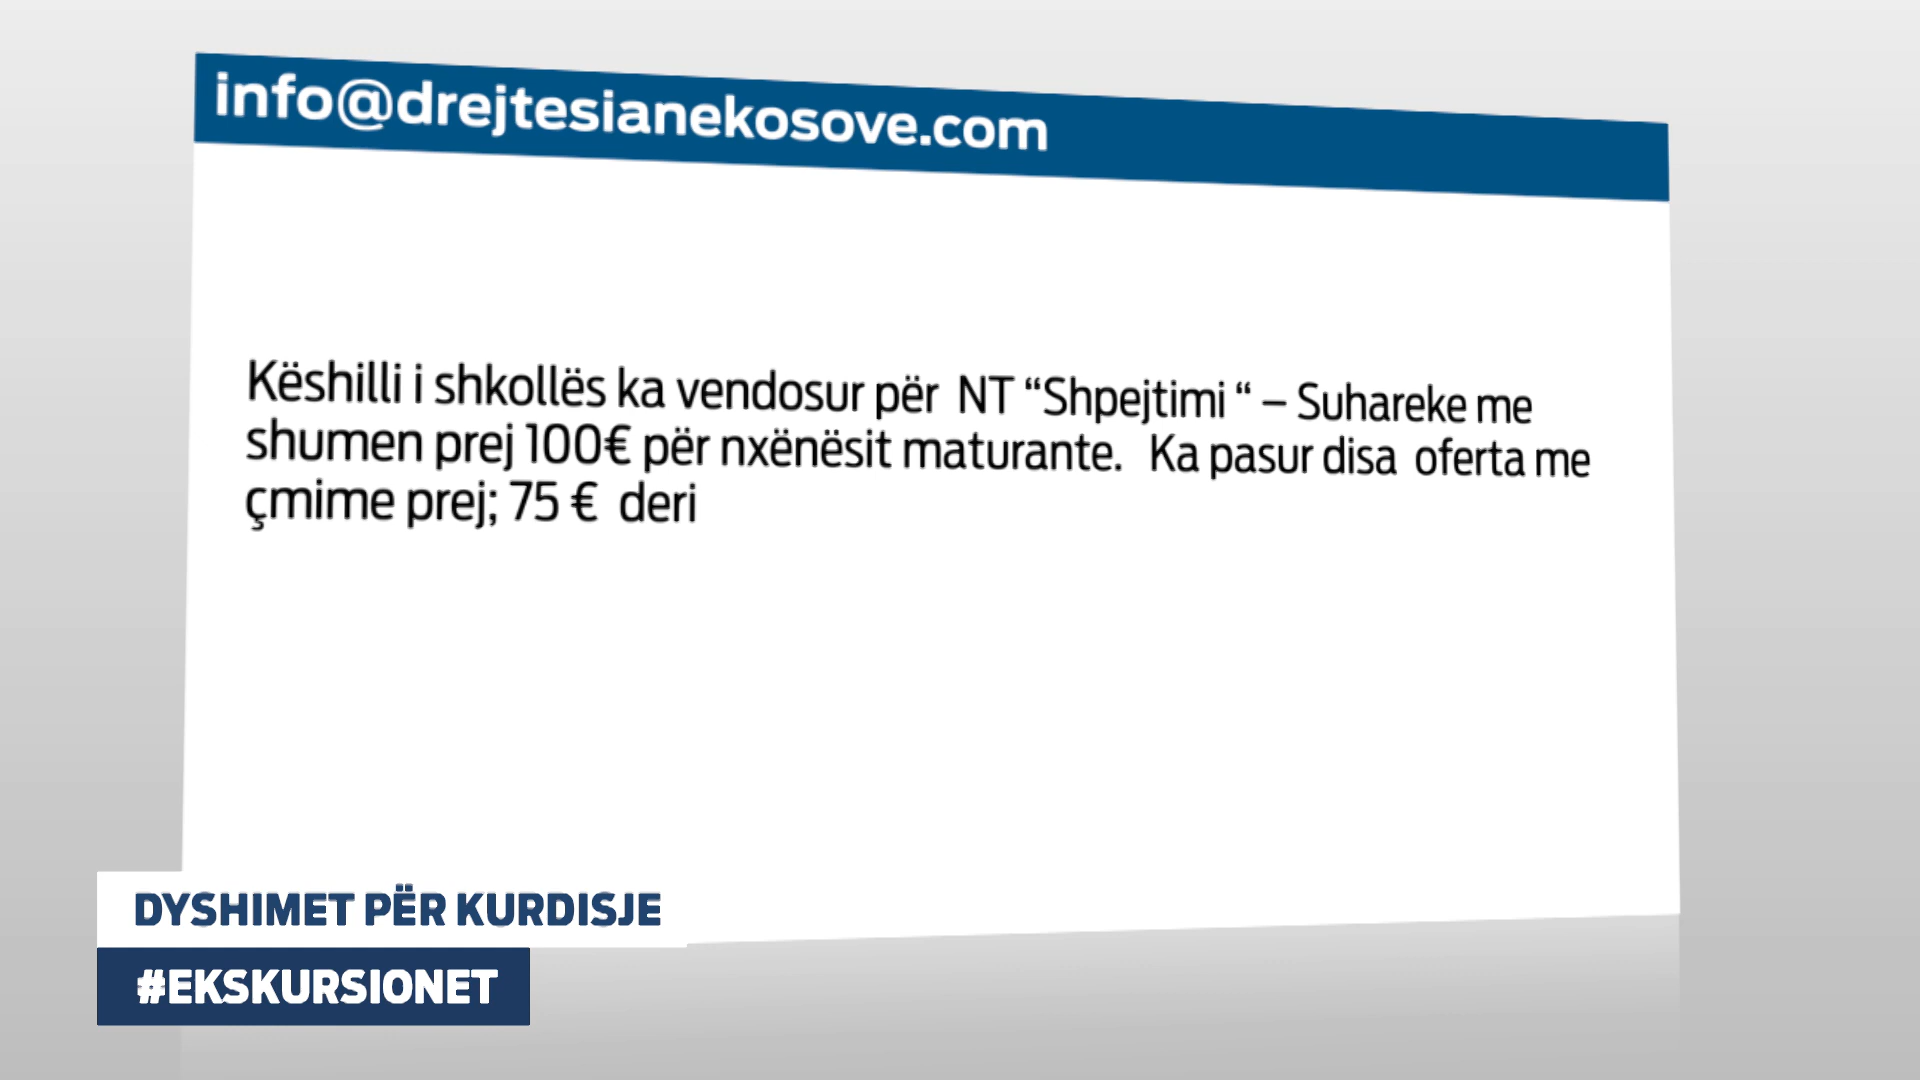 info@drejtesianekosove.com
Këshilli i shkollës ka vendosur për NT “Shpejtimi “ – Suhareke me
shumen prej 100€ për nxënësit maturante. Ka pasur disa oferta me
çmime prej; 75 € deri
DYSHIMET PËR KURDISJE
#EKSKURSIONET